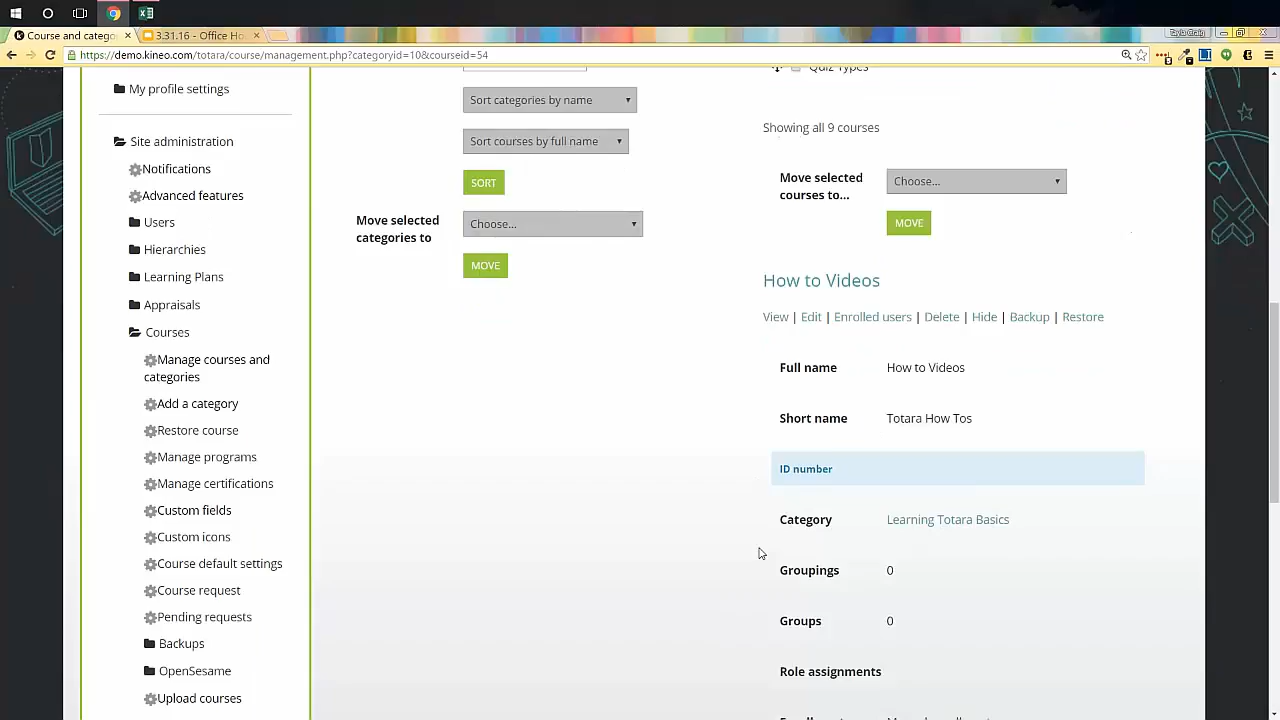 Tayla Craig
Course and catego
3.31.16 - Office Ho
https://demo.kineo.com/totara/course/management.php?categoryid=10&courseid=54
My profile settings
Site administration
Notifications
Advanced features
Users
Hierarchies
Learning Plans
Appraisals
Courses
Manage courses and
categories
Add a category
Restore course
Manage programs
Manage certifications
Custom fields
Custom icons
Course default settings
Course request
Pending requests
Backups
OpenSesame
Upload courses
Sort categories by name
Sort courses by full name
SORT
Move selected
categories to
Choose...
MOVE
Quiz Types
Showing all 9 courses
Move selected
courses to...
Choose...
MOVE
How to Videos
View | Edit | Enrolled users | Delete | Hide | Backup | Restore
Full name How to Videos
Short name Totara How Tos
ID number
Category Learning Totara Basics
Groupings 0
Groups 0
Role assignments